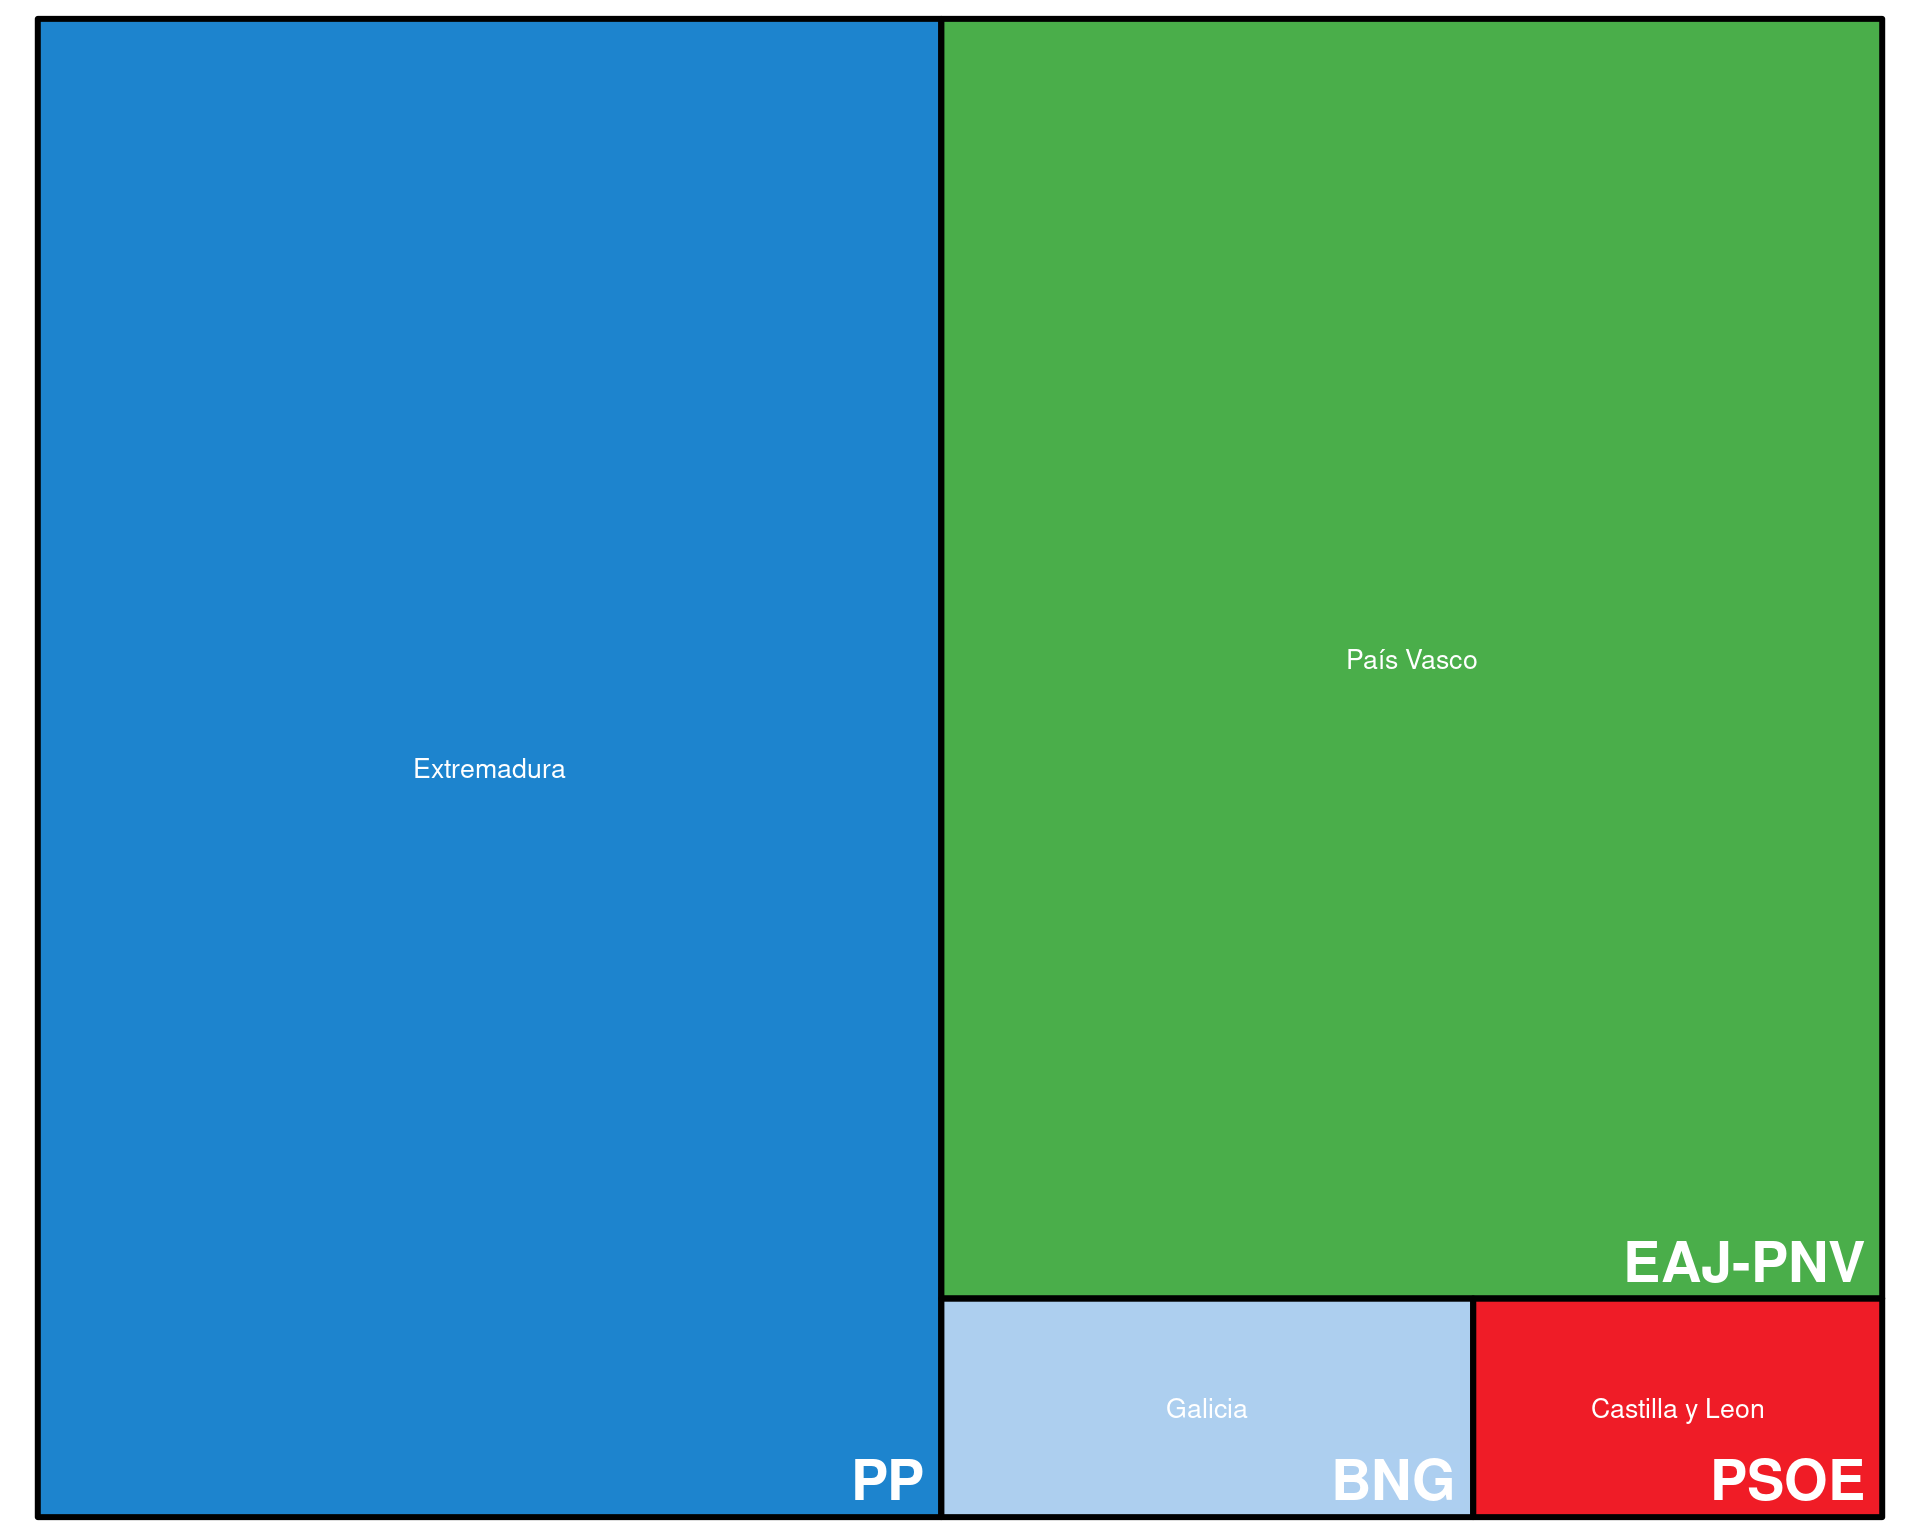 Extremadura
PP
País Vasco
EAJ-PNV
Galicia
BNG
Castilla y Leon
PSOE